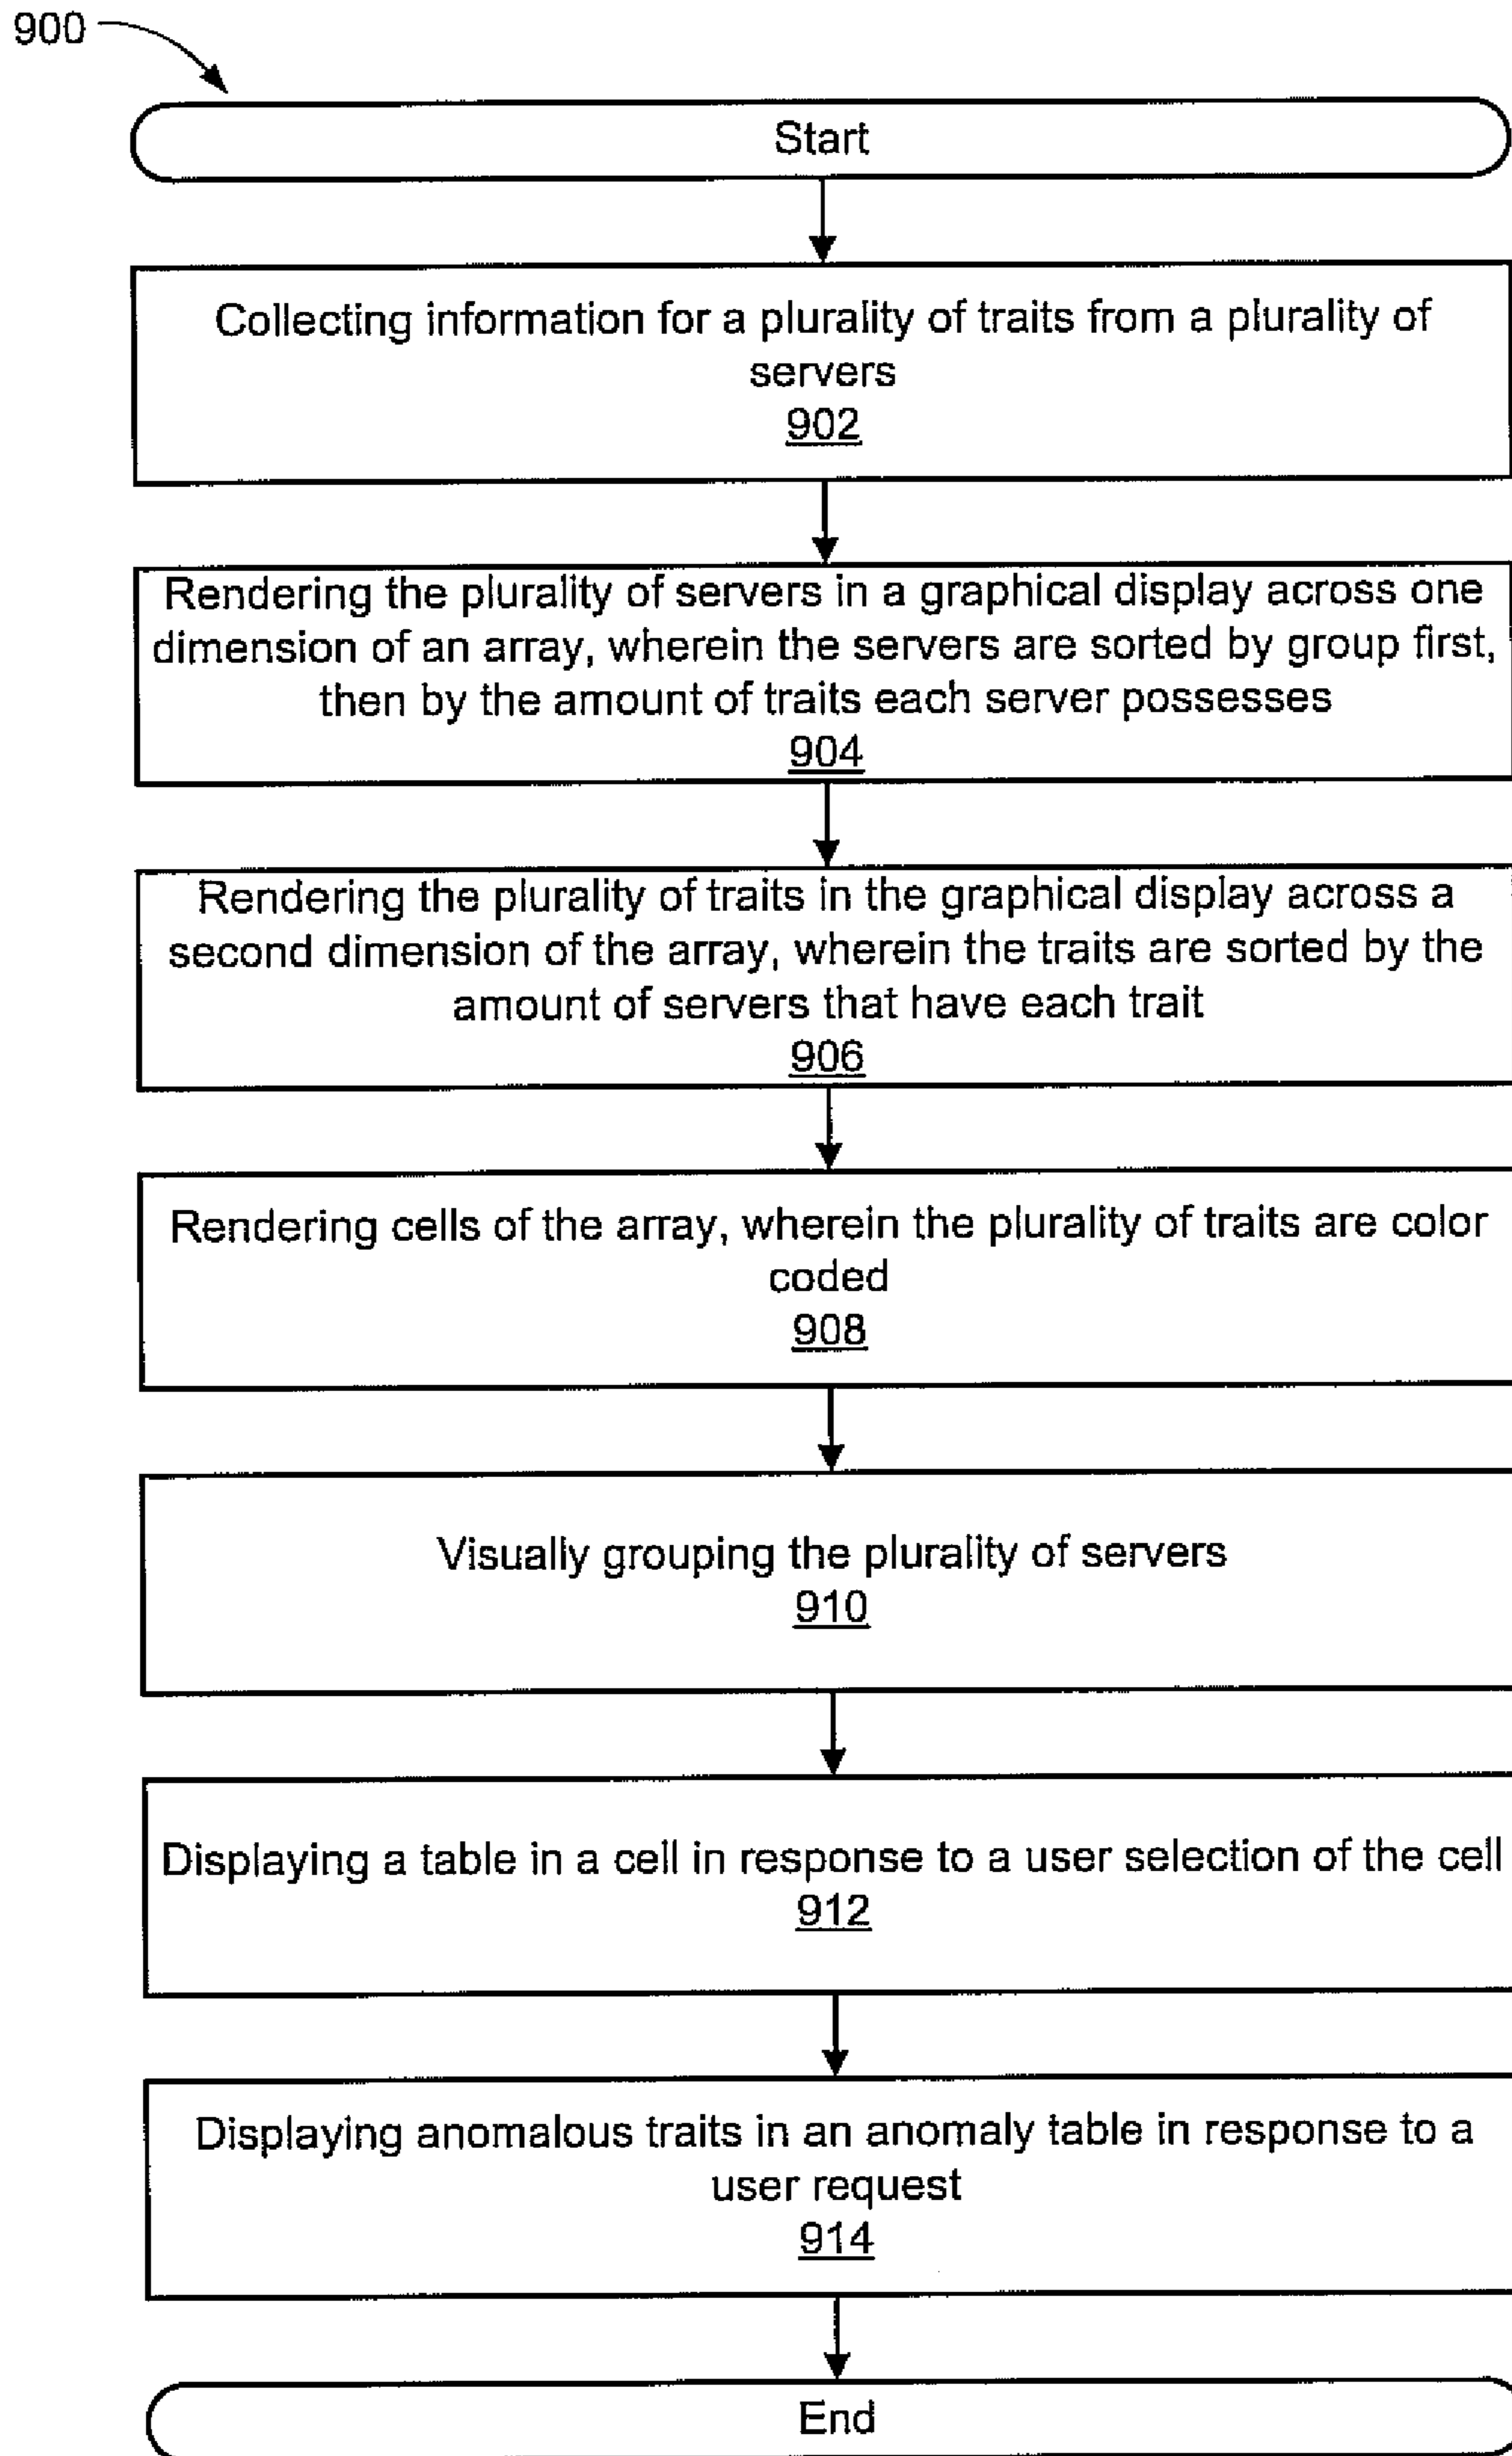 900
Start
Collecting information for a plurality of traits from a plurality of
servers
902
Rendering the plurality of servers in a graphical display across one
dimension of an array, wherein the servers are sorted by group first,
then by the amount of traits each server possesses
904
Rendering the plurality of traits in the graphical display across a
second dimension of the array, wherein the traits are sorted by the
amount of servers that have each trait
906
Rendering cells of the array, wherein the plurality of traits are color
coded
908
Visually grouping the plurality of servers
910
Displaying a table in a cell in response to a user selection of the cell
912
Displaying anomalous traits in an anomaly table in response to a
user request
914
End